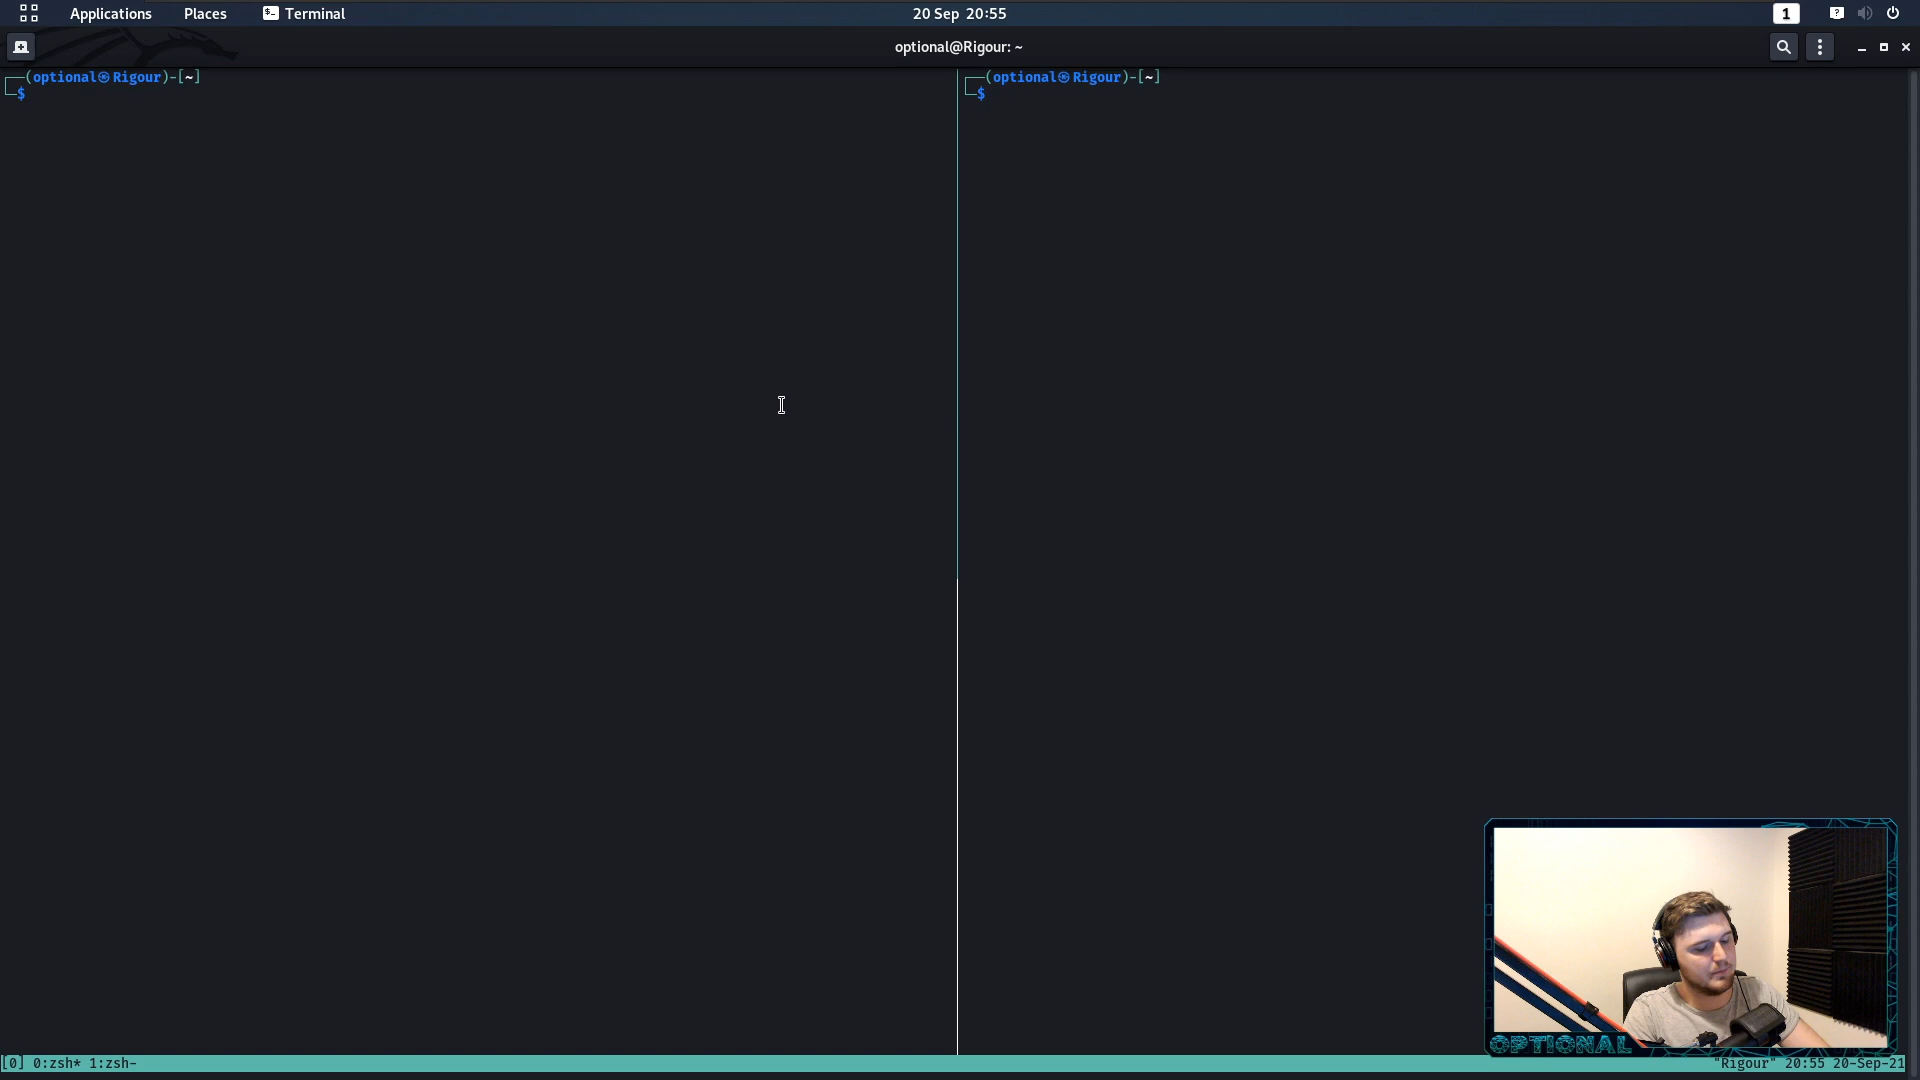 Applications Places Terminal 20 Sep 20:55 1
optional@Rigour: ~
(optional㉿Rigour)-[~]
$
(optional㉿Rigour)-[~]
$
OPTIONAL
[0] 0:zsh* 1:zsh- "Rigour" 20:55 20-Sep-21